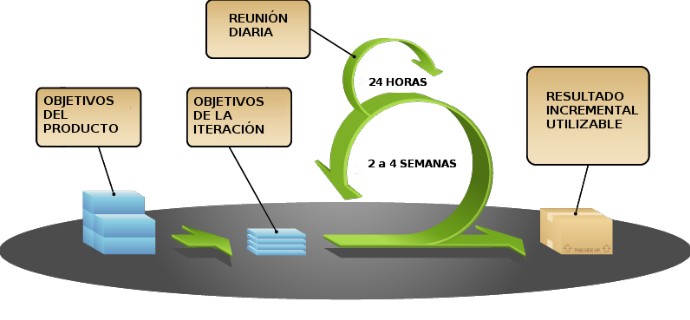 REUNIÓN
DIARIA
24 HORAS
OBJETIVOS
DEL
PRODUCTO
OBJETIVOS
DE LA
ITERACIÓN
2 a 4 SEMANAS
RESULTADO
INCREMENTAL
UTILIZABLE